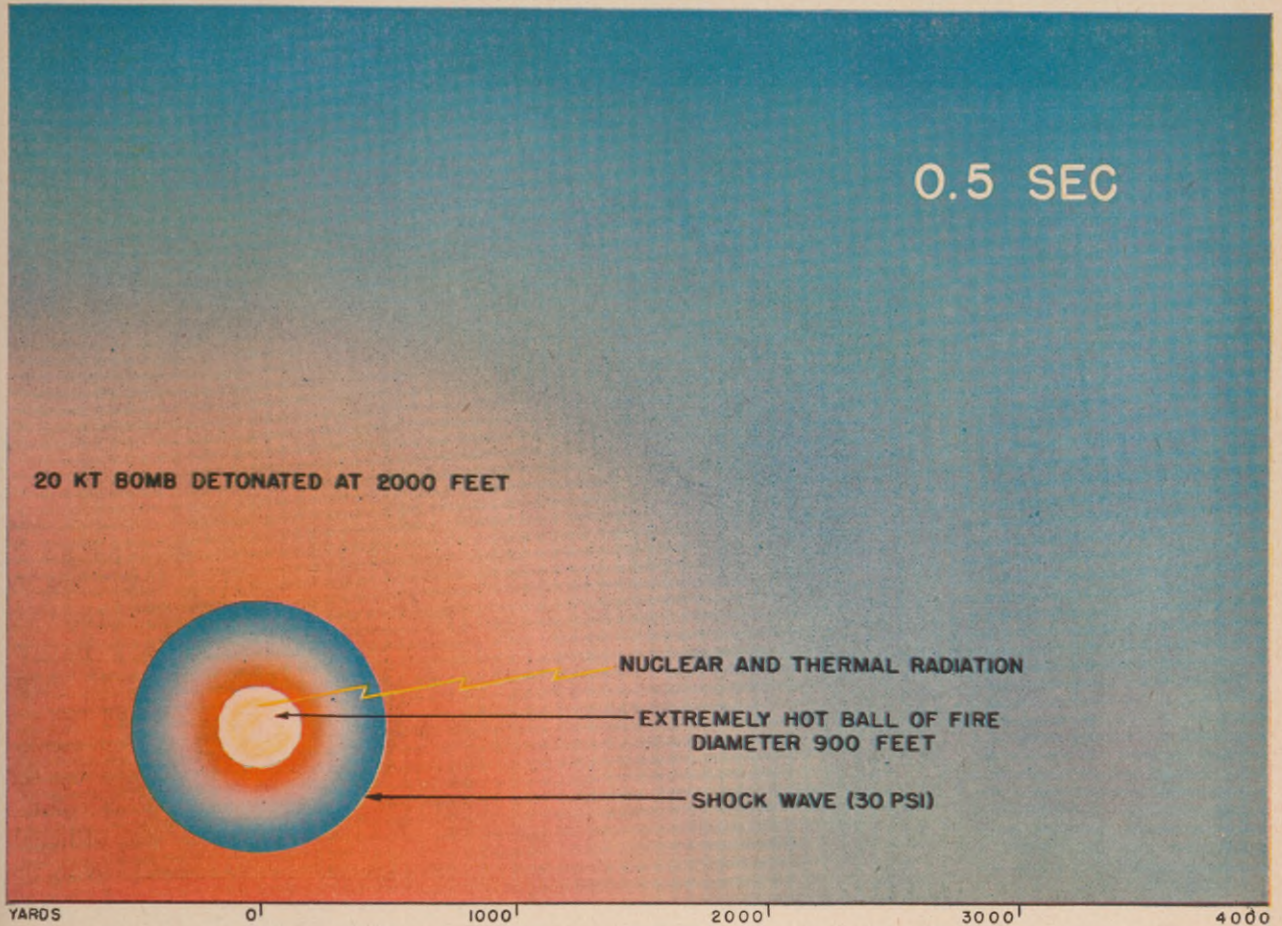 0.5 SEC
20 KT BOMB DETONATED AT 2000 FEET
NUCLEAR AND THERMAL RADIATION
EXTREMELY HOT BALL OF FIRE
DIAMETER 900 FEET
SHOCK WAVE (30 PSI)
YARDS 0 1000 2000 3000 4000